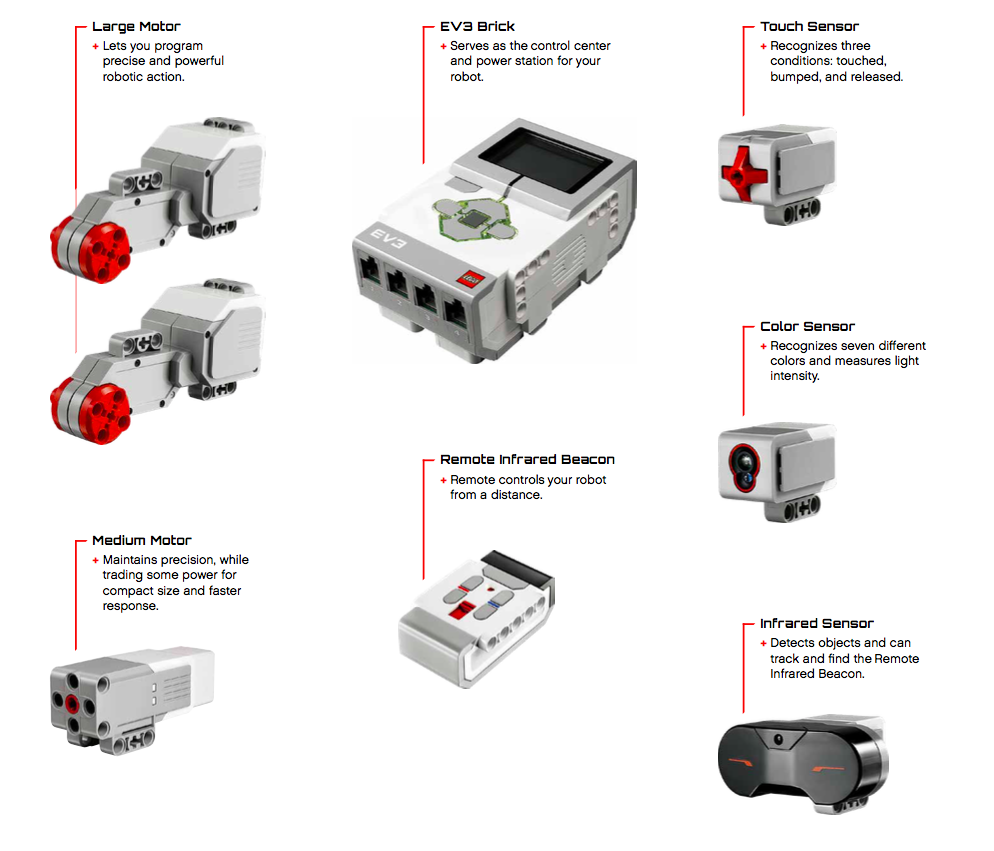 Large Motor
+ Lets you program
precise and powerful
robotic action.
EV3 Brick
+ Serves as the control center
and power station for your
robot.
Touch Sensor
+ Recognizes three
conditions: touched,
bumped, and released.
EV3
LEGO
Color Sensor
+ Recognizes seven different
colors and measures light
intensity.
Remote Infrared Beacon
+ Remote controls your robot
from a distance.
Medium Motor
+ Maintains precision, while
trading some power for
compact size and faster
response.
Infrared Sensor
+ Detects objects and can
track and find the Remote
Infrared Beacon.